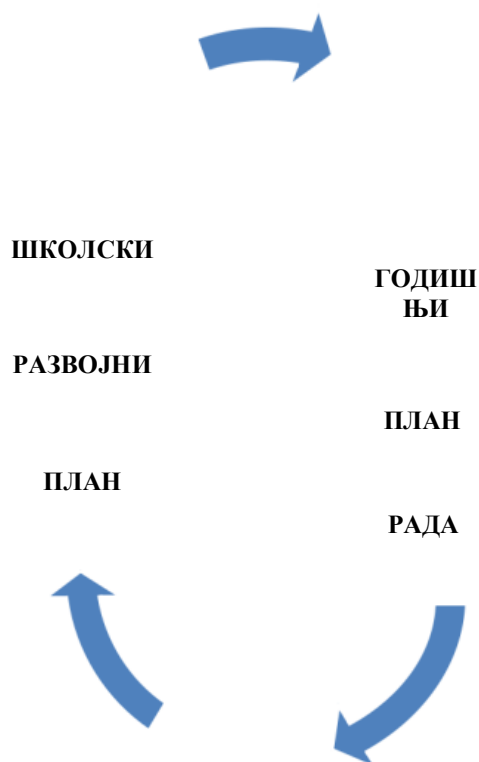 ШКОЛСКИ
РАЗВОЈНИ
ПЛАН
ГОДИШ
ЊИ
ПЛАН
РАДА